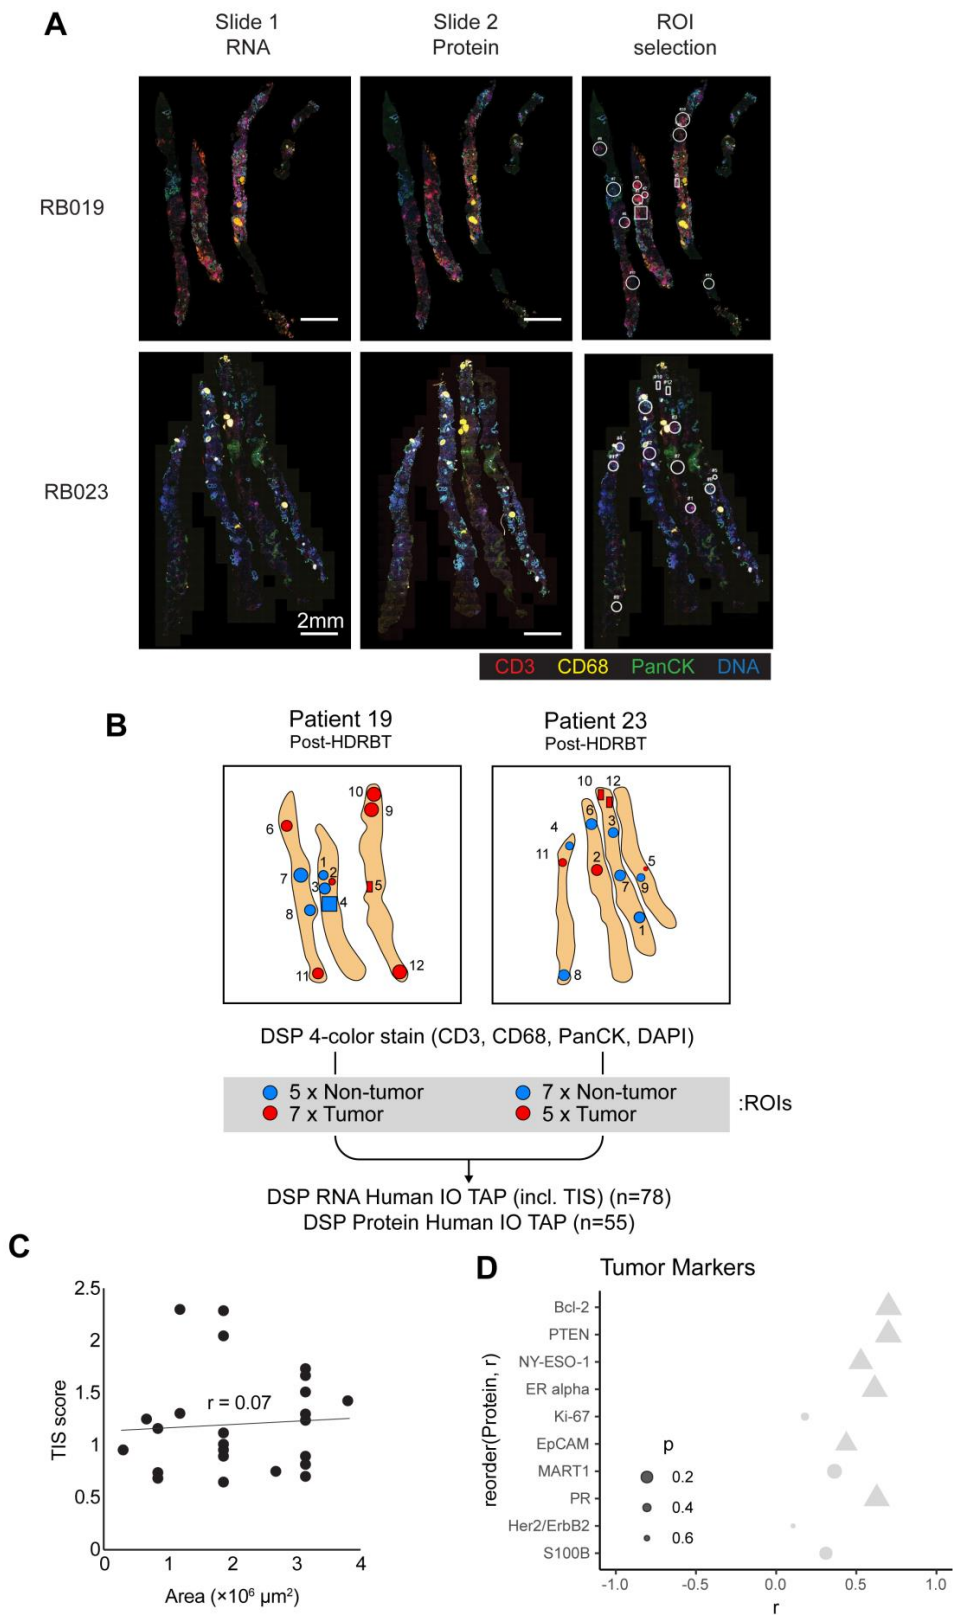 A
Slide 1
RNA
Slide 2
Protein
ROI
selection
RB019
RB023
2mm
CD3 CD68 PanCK DNA
B
Patient 19
Post-HDRBT
Patient 23
Post-HDRBT
10
9
6
1
2
7
3
5
4
8
11
12
10 12
6
3
4
11
2
5
7
9
1
8
DSP 4-color stain (CD3, CD68, PanCK, DAPI)
5 x Non-tumor
7 x Tumor
7 x Non-tumor
5 x Tumor
:ROIs
DSP RNA Human IO TAP (incl. TIS) (n=78)
DSP Protein Human IO TAP (n=55)
C
TIS score
2.5
2
1.5
1
0.5
0
r = 0.07
0 1 2 3 4
Area (×10⁶ µm²)
D
Tumor Markers
reorder(Protein, r)
Bcl-2
PTEN
NY-ESO-1
ER alpha
Ki-67
EpCAM
MART1
PR
Her2/ErbB2
S100B
p
0.2
0.4
0.6
-1.0 -0.5 0.0 0.5 1.0
r